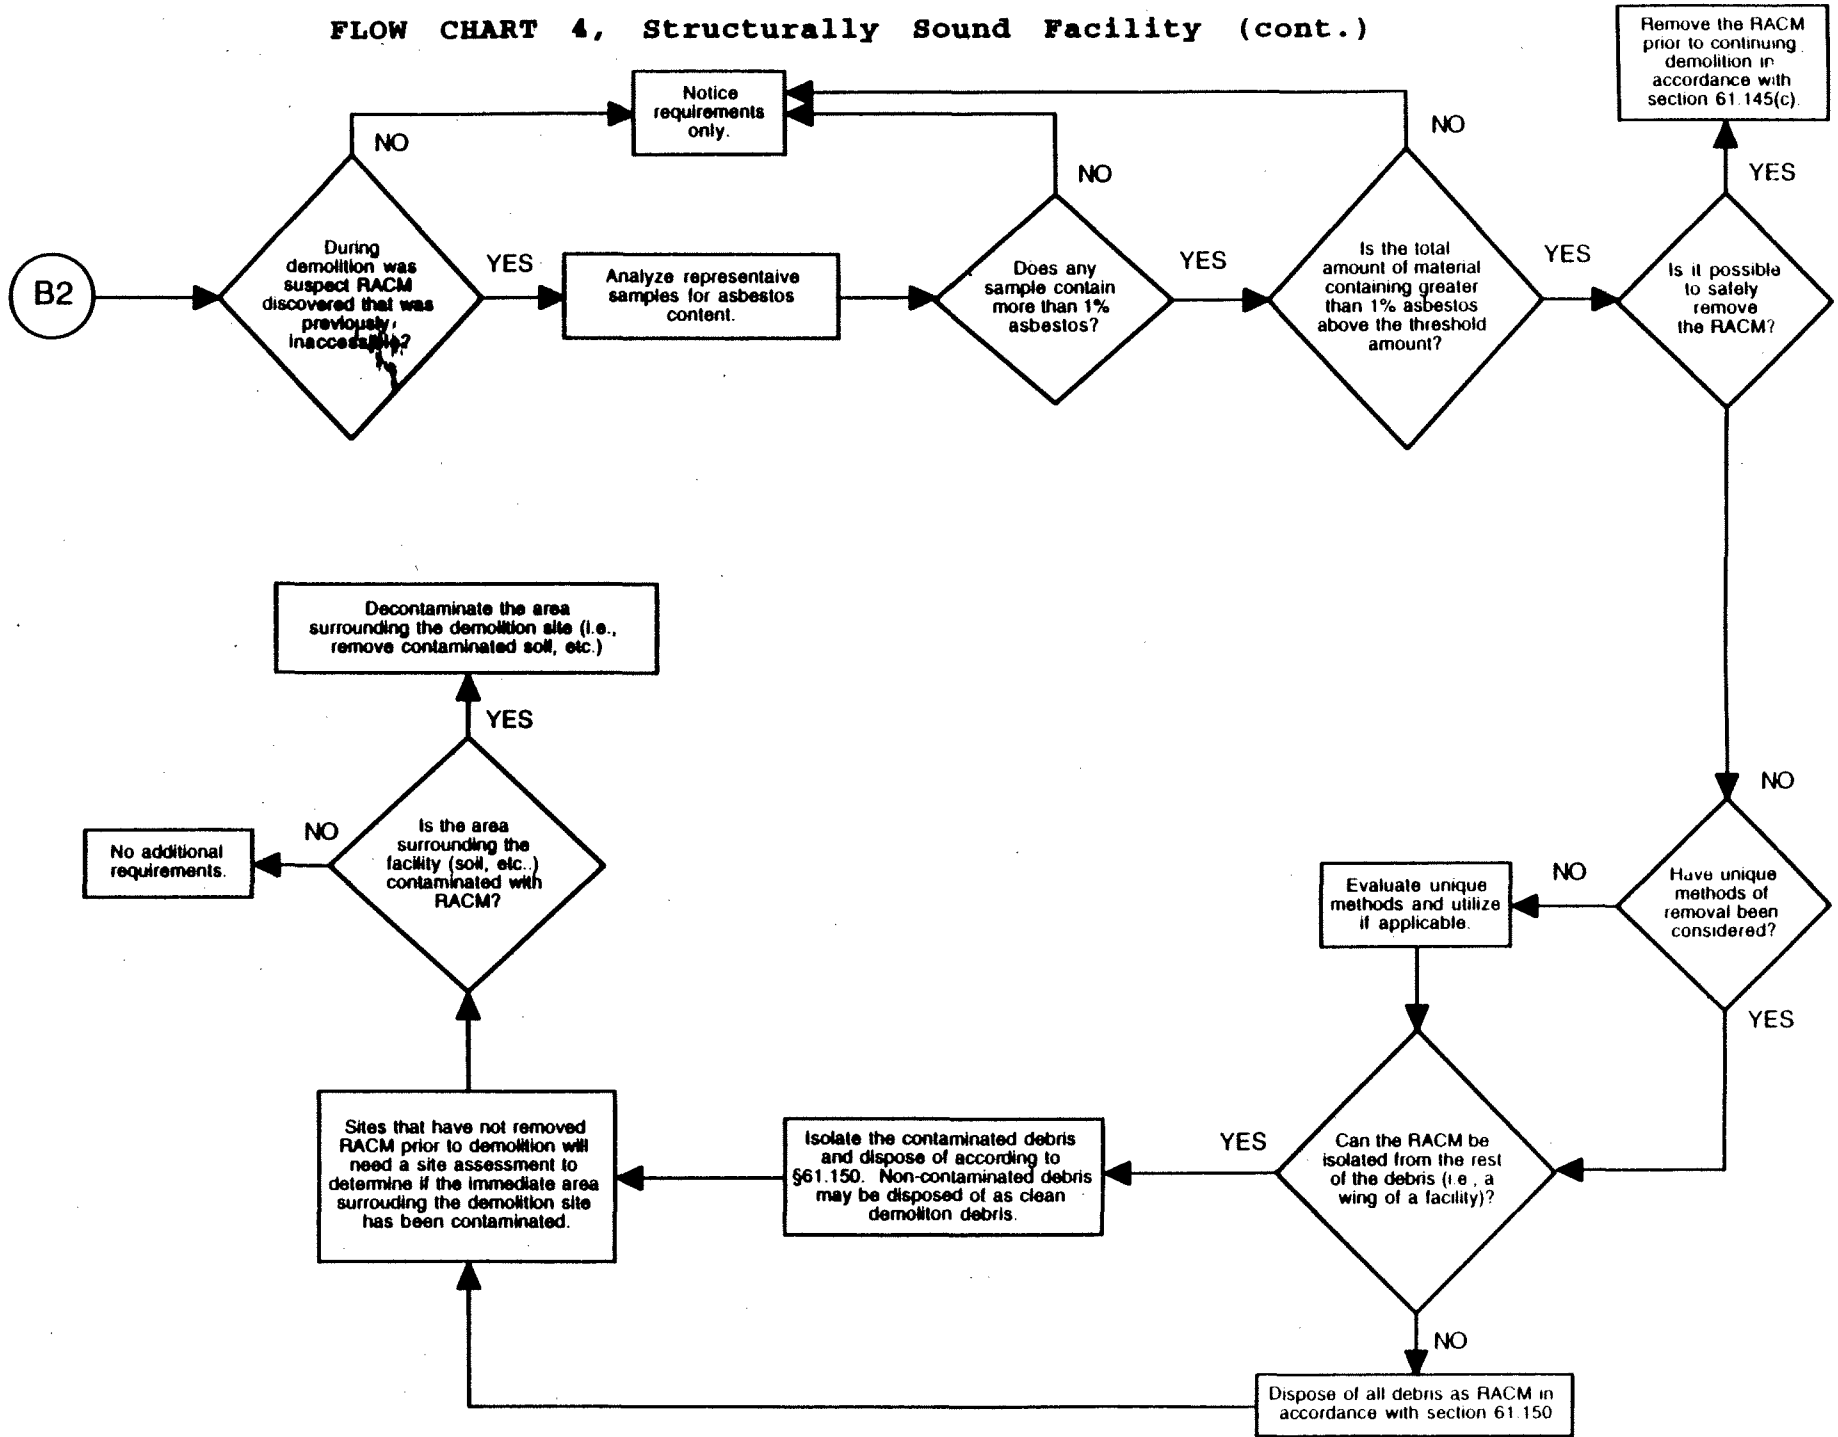 FLOW CHART 4, Structurally Sound Facility (cont.)
Remove the RACM
prior to continuing
demolition in
accordance with
section 61.145(c).
Notice
requirements
only.
NO
NO
NO
YES
B2
During
demolition was
suspect RACM
discovered that was
previously
inaccessible?
YES
Analyze representaive
samples for asbestos
content.
Does any
sample contain
more than 1%
asbestos?
YES
Is the total
amount of material
containing greater
than 1% asbestos
above the threshold
amount?
YES
Is it possible
to safely
remove
the RACM?
NO
Have unique
methods of
removal been
considered?
NO
Evaluate unique
methods and utilize
if applicable.
YES
Can the RACM be
isolated from the rest
of the debris (i.e., a
wing of a facility)?
YES
Isolate the contaminated debris
and dispose of according to
§61.150. Non-contaminated debris
may be disposed of as clean
demoliton debris.
NO
Dispose of all debris as RACM in
accordance with section 61.150
Sites that have not removed
RACM prior to demolition will
need a site assessment to
determine if the immediate area
surrouding the demolition site
has been contaminated.
Is the area
surrounding the
facility (soil, etc..)
contaminated with
RACM?
NO
No additional
requirements.
YES
Decontaminate the area
surrounding the demolition site (i.e.,
remove contaminated soil, etc.)